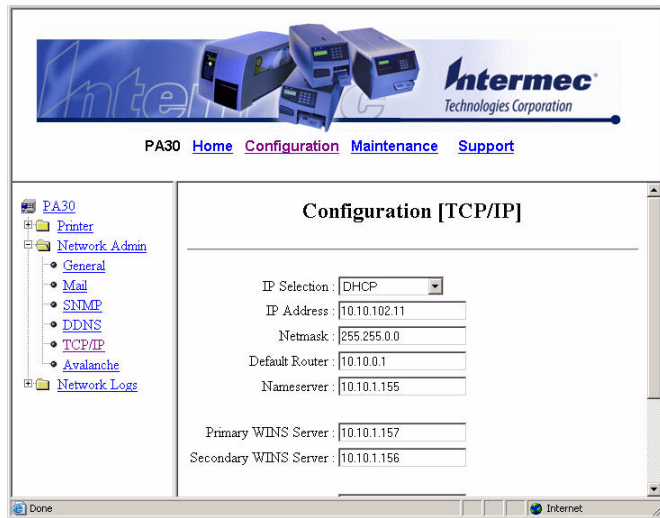 Intermec
Intermec
Technologies Corporation
PA30 Home Configuration Maintenance Support
PA30
Printer
Network Admin
General
Mail
SNMP
DDNS
TCP/IP
Avalanche
Network Logs
Configuration [TCP/IP]
IP Selection : DHCP
IP Address : 10.10.102.11
Netmask : 255.255.0.0
Default Router : 10.10.0.1
Nameserver : 10.10.1.155
Primary WINS Server : 10.10.1.157
Secondary WINS Server : 10.10.1.156
Done
Internet